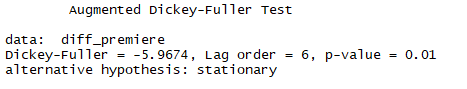 Augmented Dickey-Fuller Test
data:  diff_premiere
Dickey-Fuller = -5.9674, Lag order = 6, p-value = 0.01
alternative hypothesis: stationary